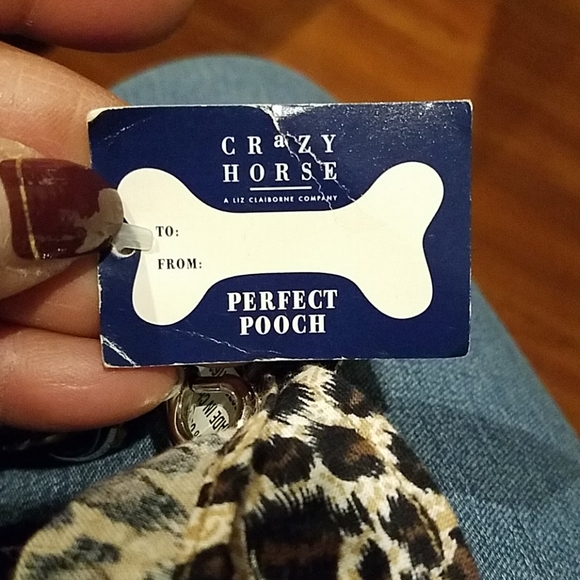 CRaZY
HORSE
A LIZ CLAIBORNE COMPANY
TO:
FROM:
PERFECT
POOCH